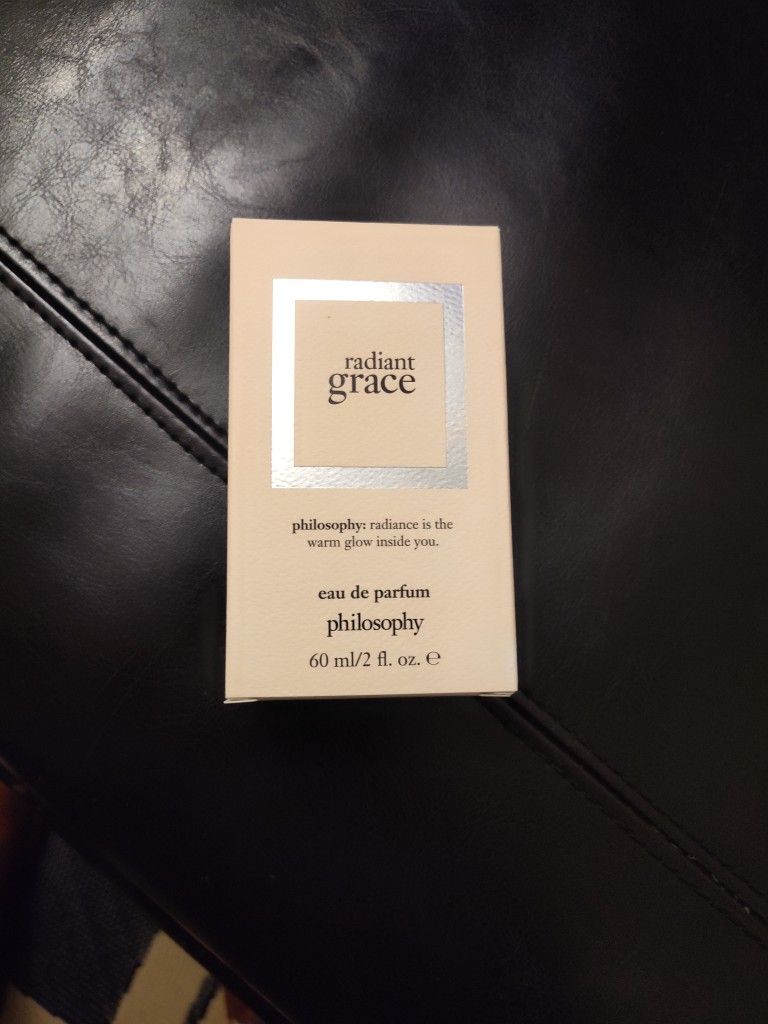 radiant
grace
philosophy: radiance is the
warm glow inside you.
eau de parfum
philosophy
60 ml/2 fl. oz. ℮